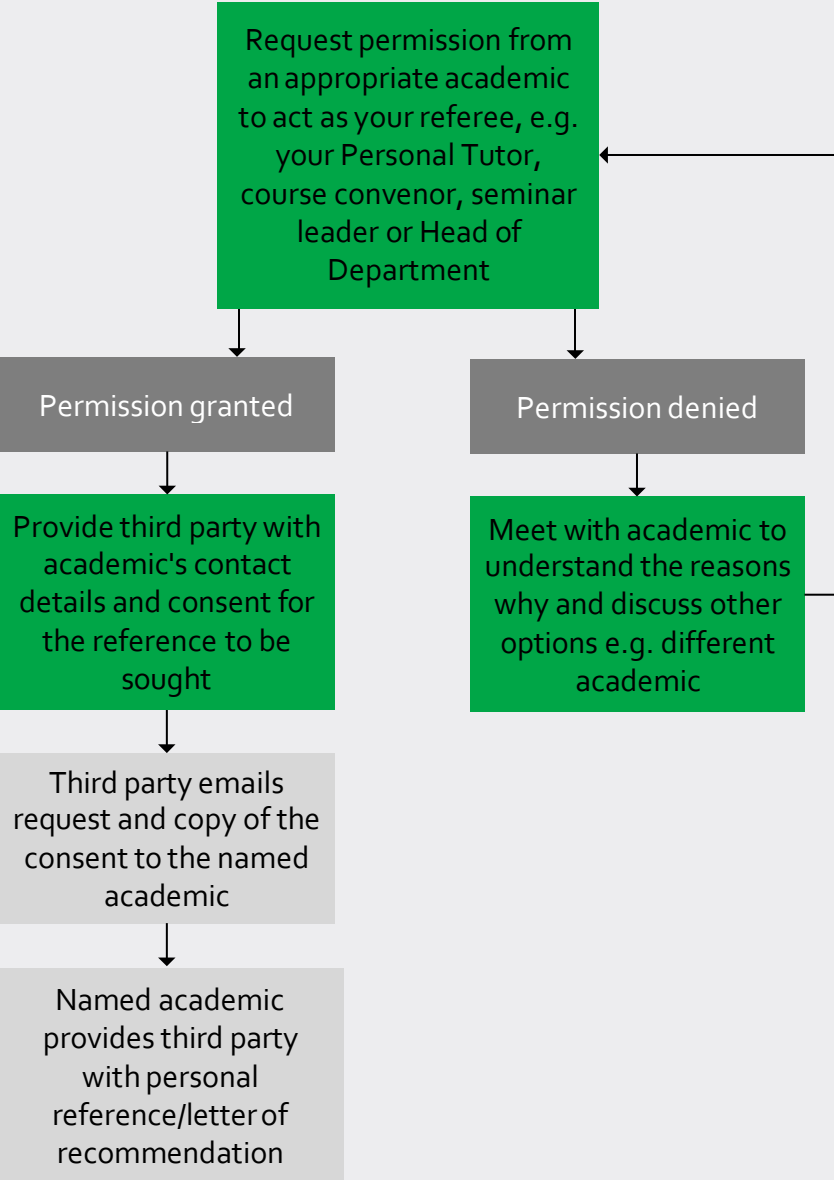 Request permission from
an appropriate academic
to act as your referee, e.g.
your Personal Tutor,
course convenor, seminar
leader or Head of
Department
Permission granted
Permission denied
Provide third party with
academic's contact
details and consent for
the reference to be
sought
Meet with academic to
understand the reasons
why and discuss other
options e.g. different
academic
Third party emails
request and copy of the
consent to the named
academic
Named academic
provides third party
with personal
reference/letter of
recommendation